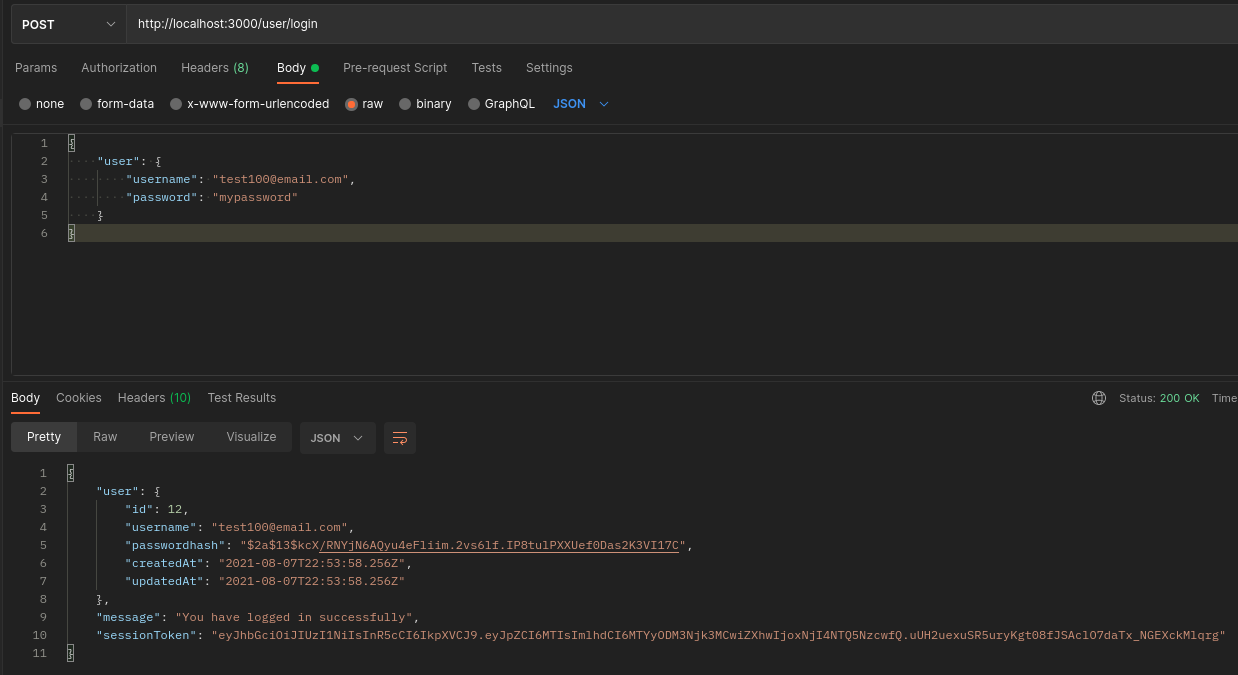 POST http://localhost:3000/user/login
Params Authorization Headers (8) Body Pre-request Script Tests Settings
none form-data x-www-form-urlencoded raw binary GraphQL JSON
1 {
2 "user": {
3 "username": "test100@email.com",
4 "password": "mypassword"
5 }
6 }
Body Cookies Headers (10) Test Results Status: 200 OK Time
Pretty Raw Preview Visualize JSON
1 {
2 "user": {
3 "id": 12,
4 "username": "test100@email.com",
5 "passwordhash": "$2a$13$kcX/RNYjN6AQyu4eFliim.2vs6lf.IP8tulPXXUef0Das2K3VI17C",
6 "createdAt": "2021-08-07T22:53:58.256Z",
7 "updatedAt": "2021-08-07T22:53:58.256Z"
8 },
9 "message": "You have logged in successfully",
10 "sessionToken": "eyJhbGciOiJIUzI1NiIsInR5cCI6IkpXVCJ9.eyJpZCI6MTIsImlhdCI6MTYyODM3Njk3MCwiZXhwIjoxNjI4NTQ5NzcwfQ.uUH2uexuSR5uryKgt08fJSAclO7daTx_NGEXckMlqrg"
11 }